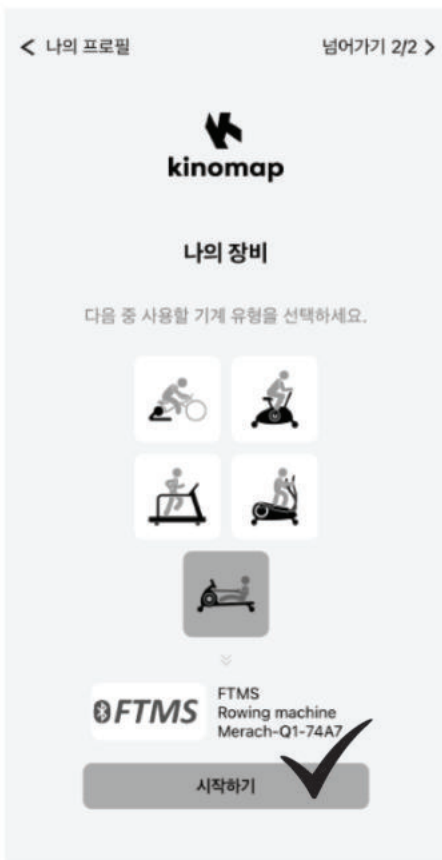 나의 프로필
넘어가기 2/2
kinomap
나의 장비
다음 중 사용할 기계 유형을 선택하세요.
FTMS
FTMS
Rowing machine
Merach-Q1-74A7
시작하기